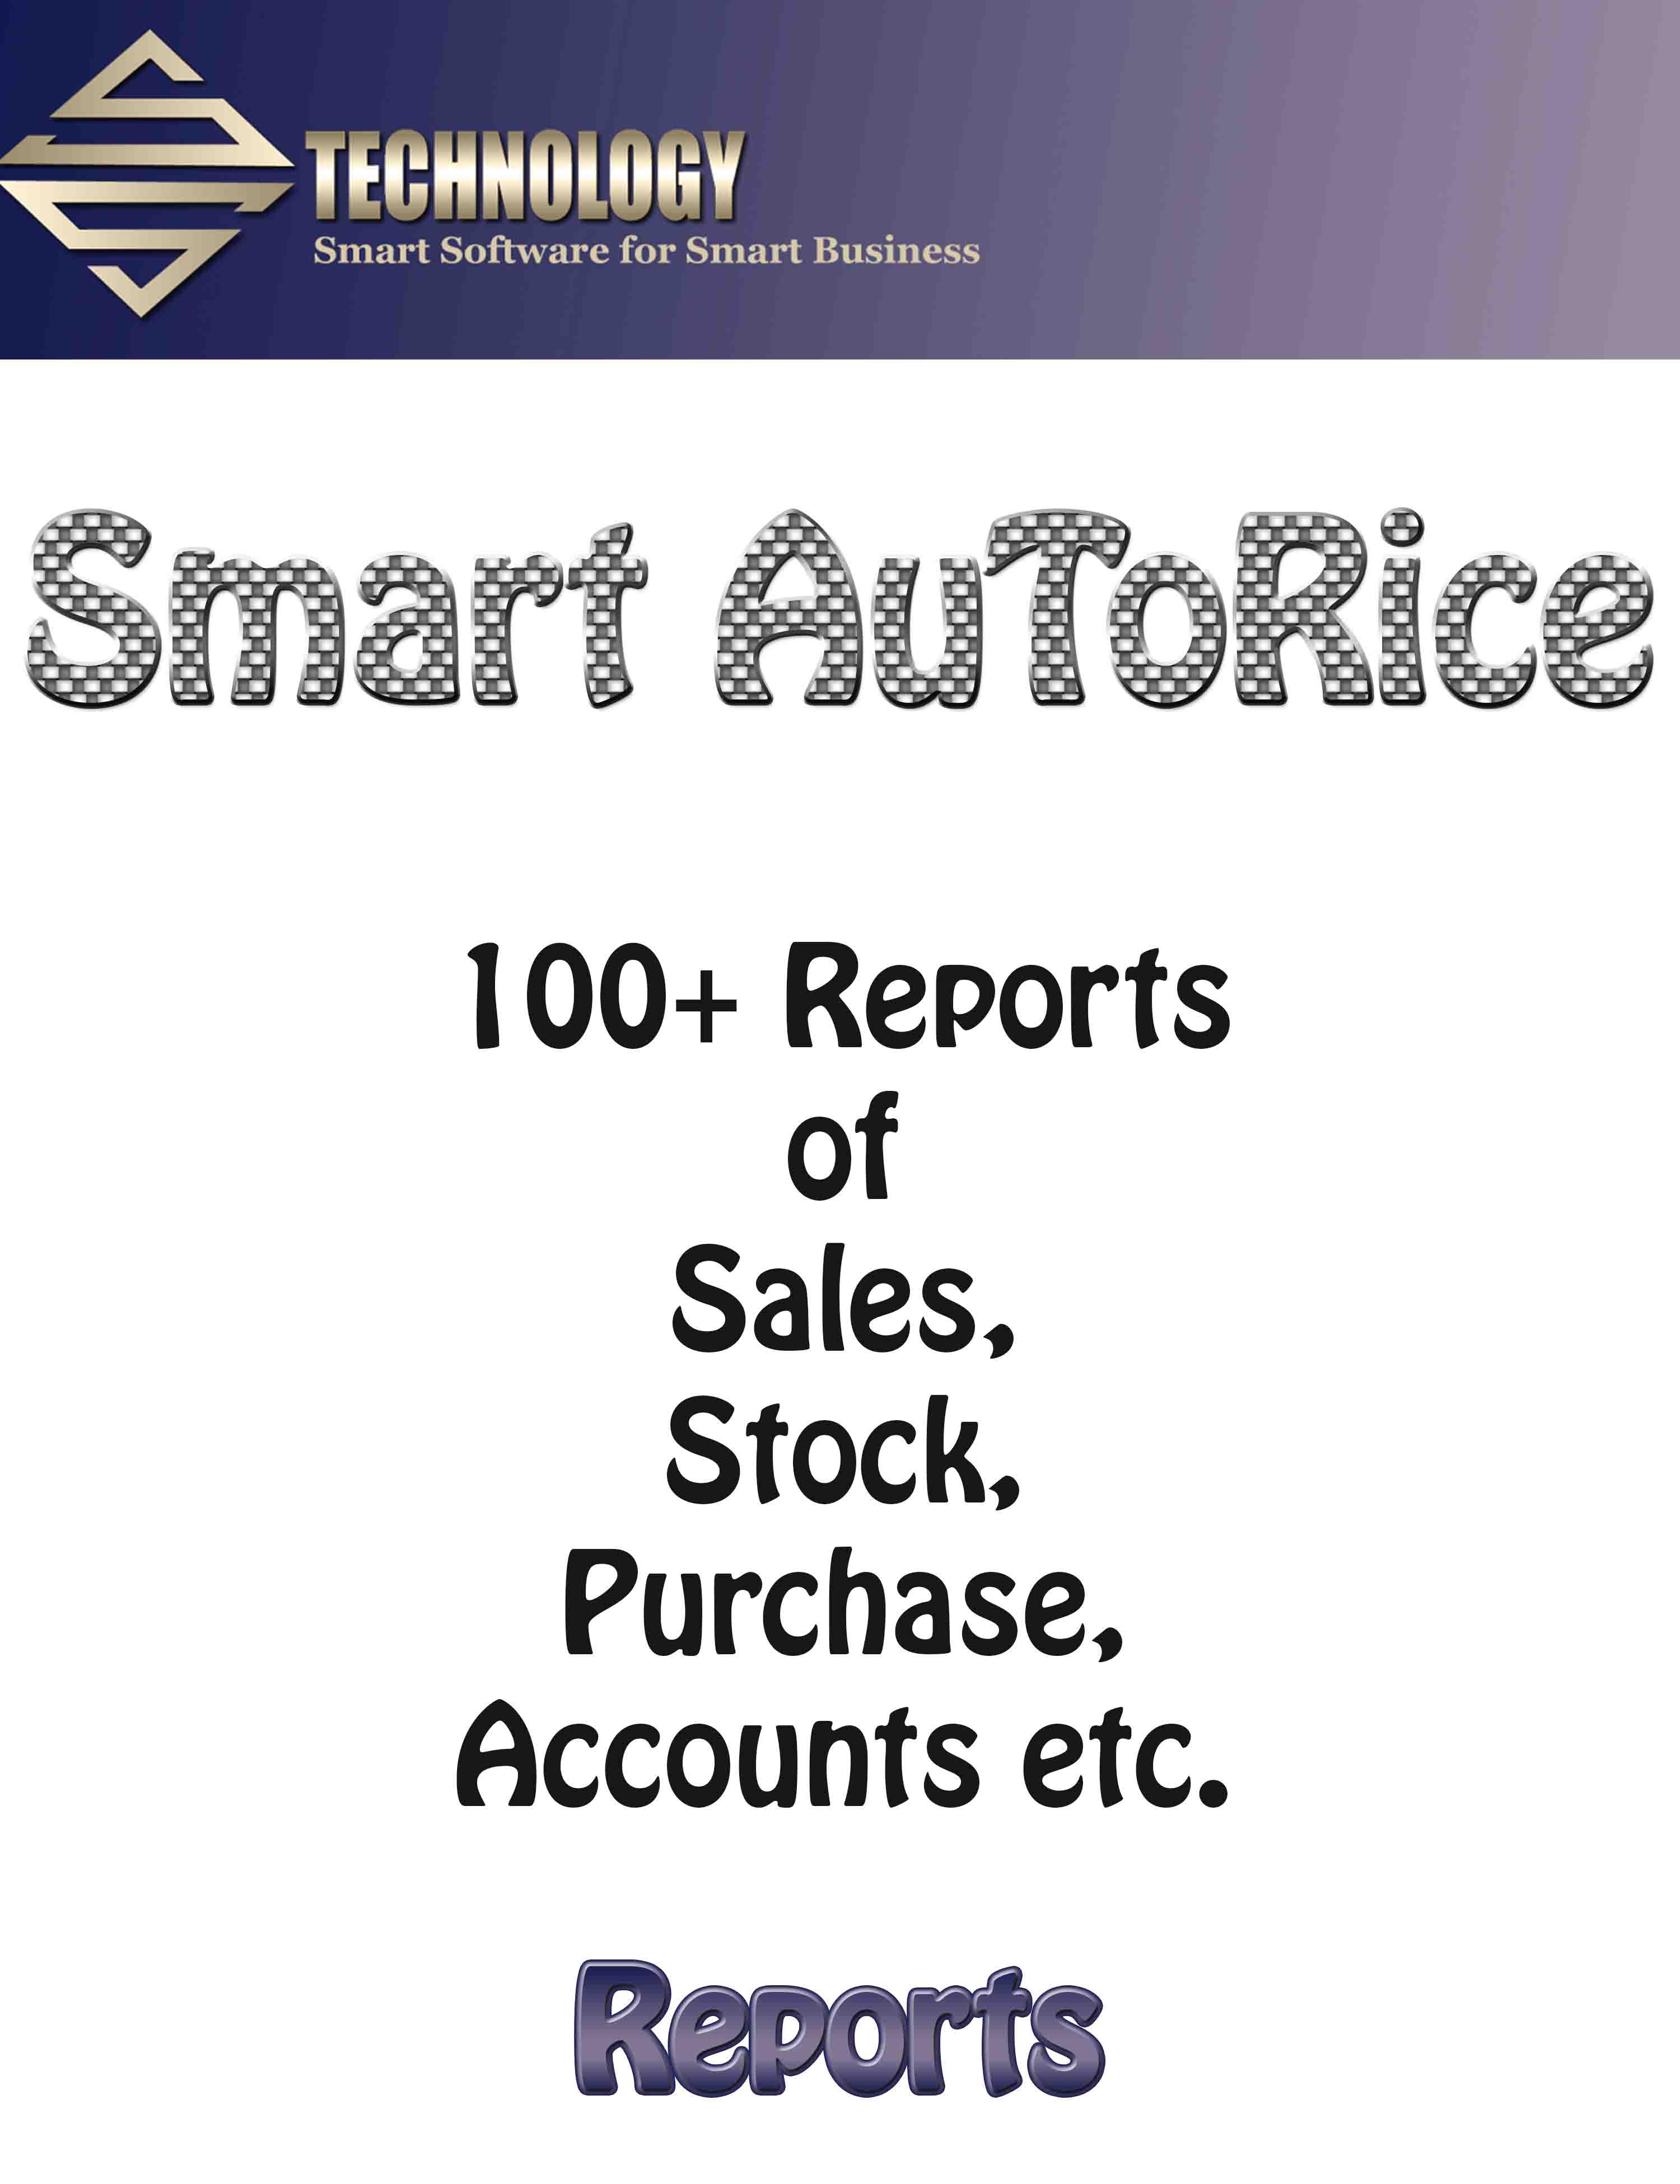 TECHNOLOGY
Smart Software for Smart Business
Smart AuToRice
100+ Reports
of
Sales,
Stock,
Purchase,
Accounts etc.
Reports